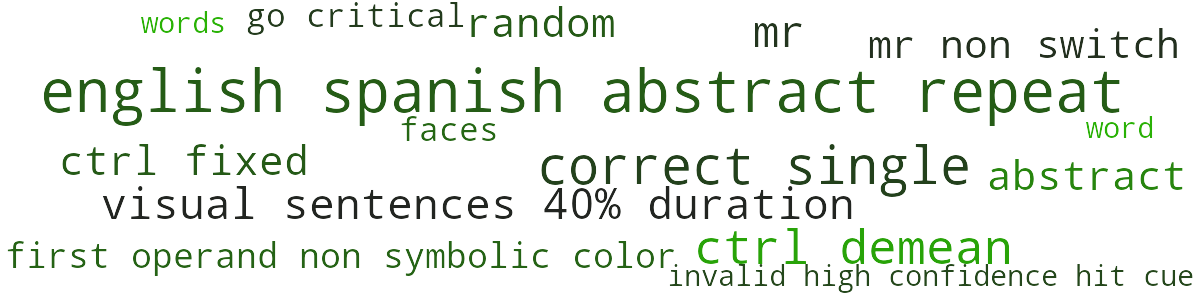 words
go critical
random
mr
mr non switch
english spanish abstract repeat
faces
word
ctrl fixed
correct single
abstract
visual sentences 40% duration
first operand non symbolic color
ctrl demean
invalid high confidence hit cue